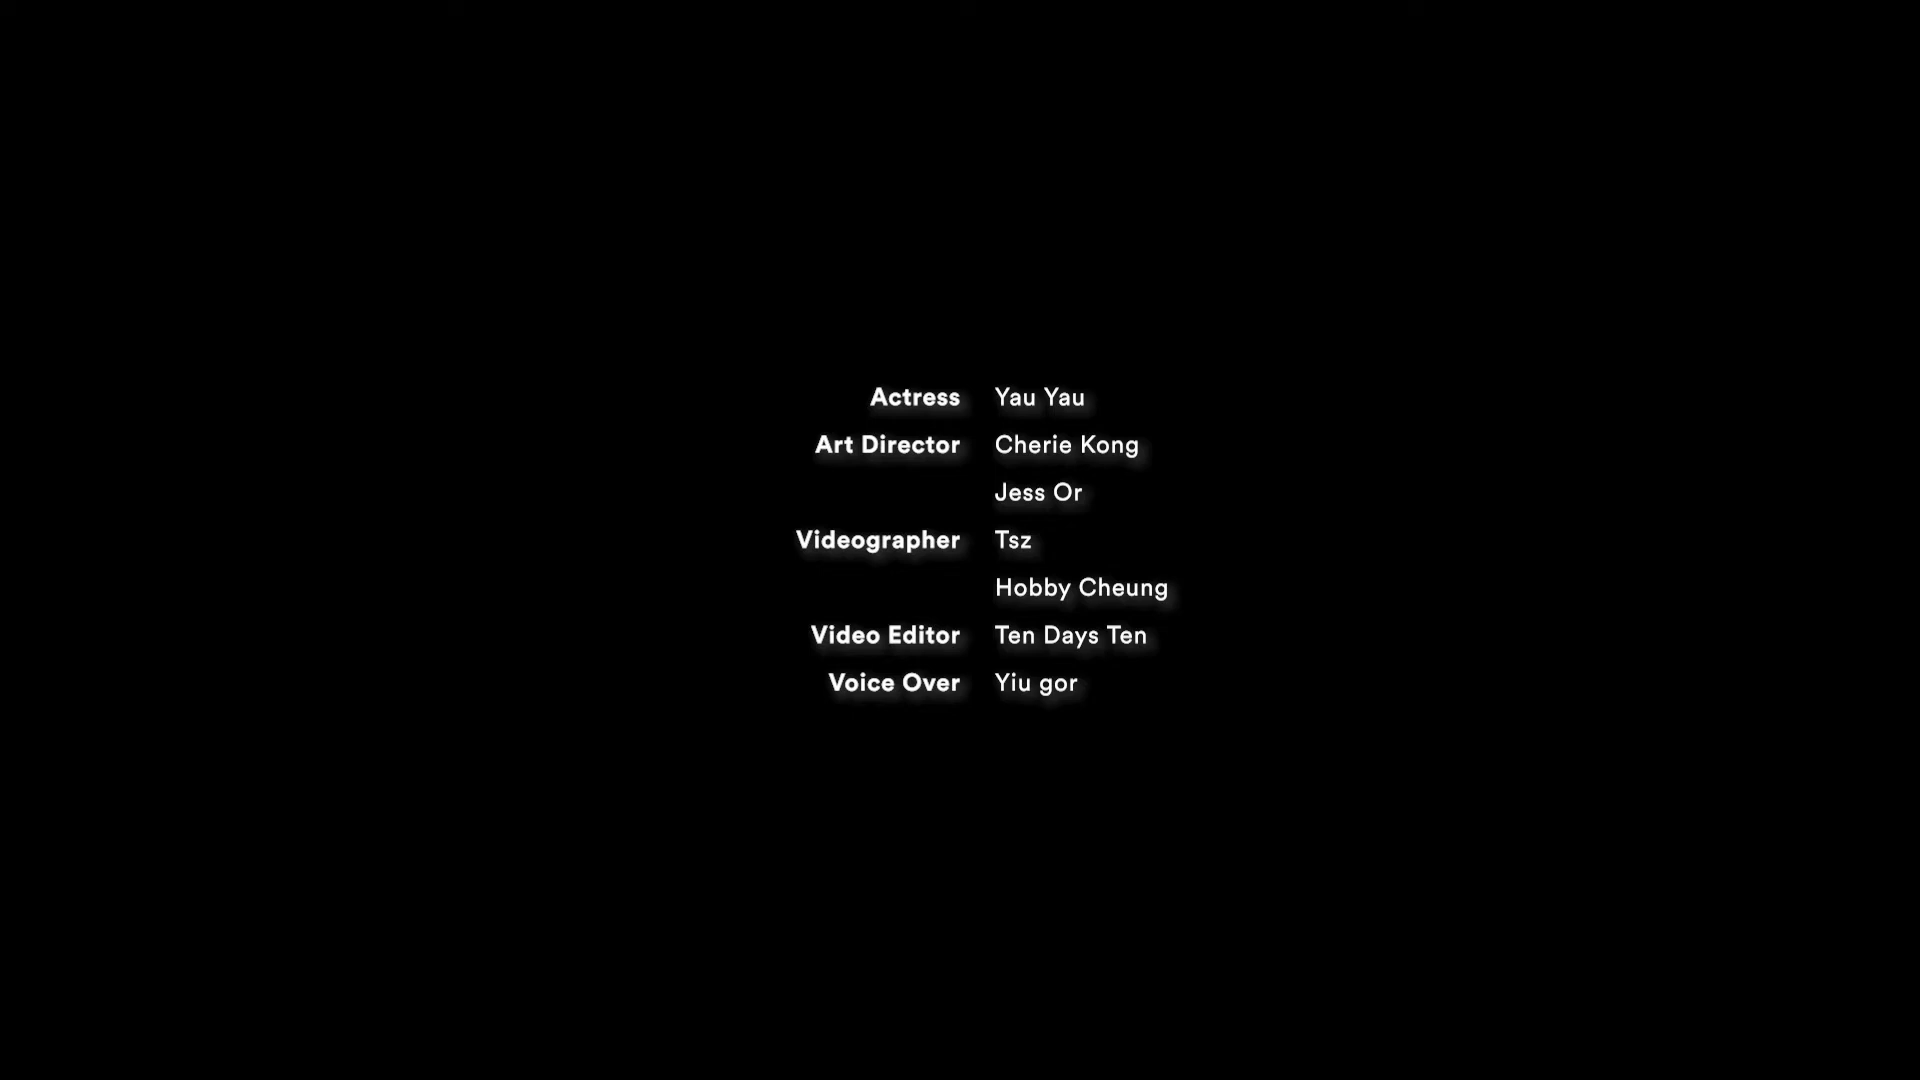 Actress Yau Yau
Art Director Cherie Kong
Jess Or
Videographer Tsz
Hobby Cheung
Video Editor Ten Days Ten
Voice Over Yiu gor